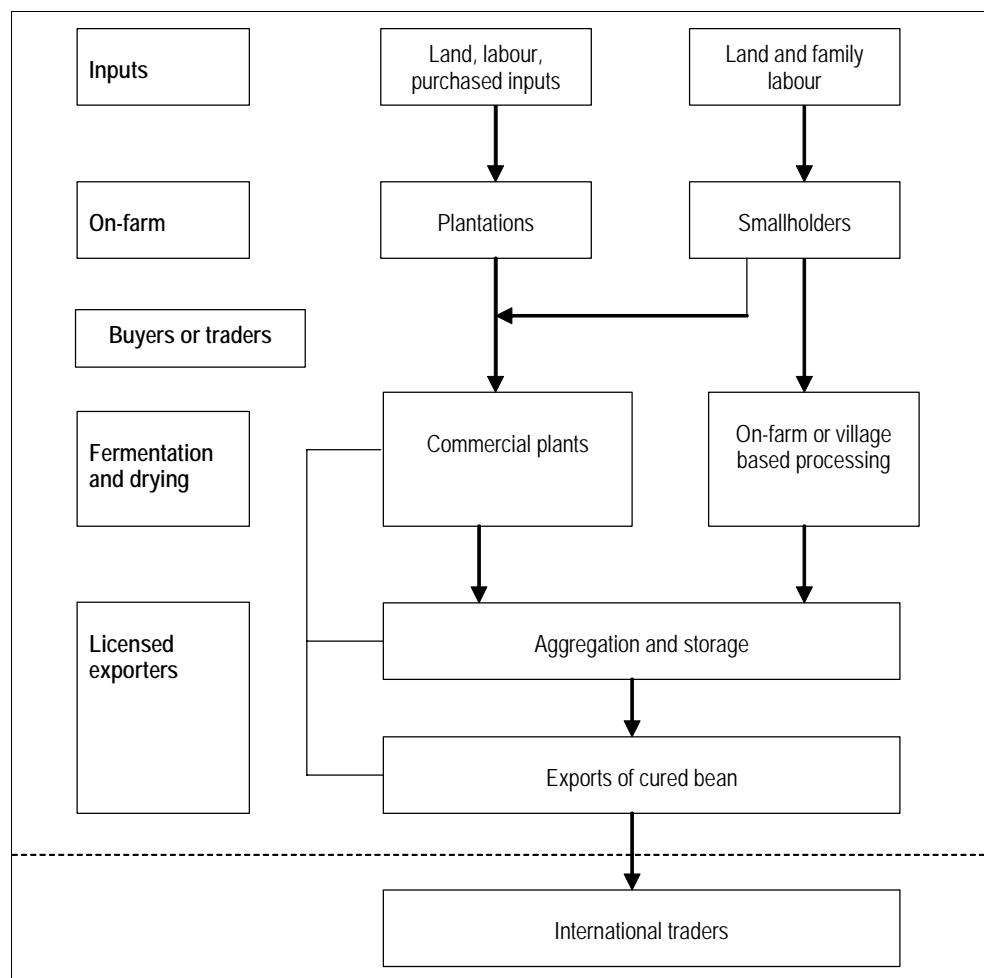 Inputs
Land, labour,
purchased inputs
Land and family
labour
On-farm
Plantations
Smallholders
Buyers or traders
Fermentation
and drying
Commercial plants
On-farm or village
based processing
Licensed
exporters
Aggregation and storage
Exports of cured bean
International traders